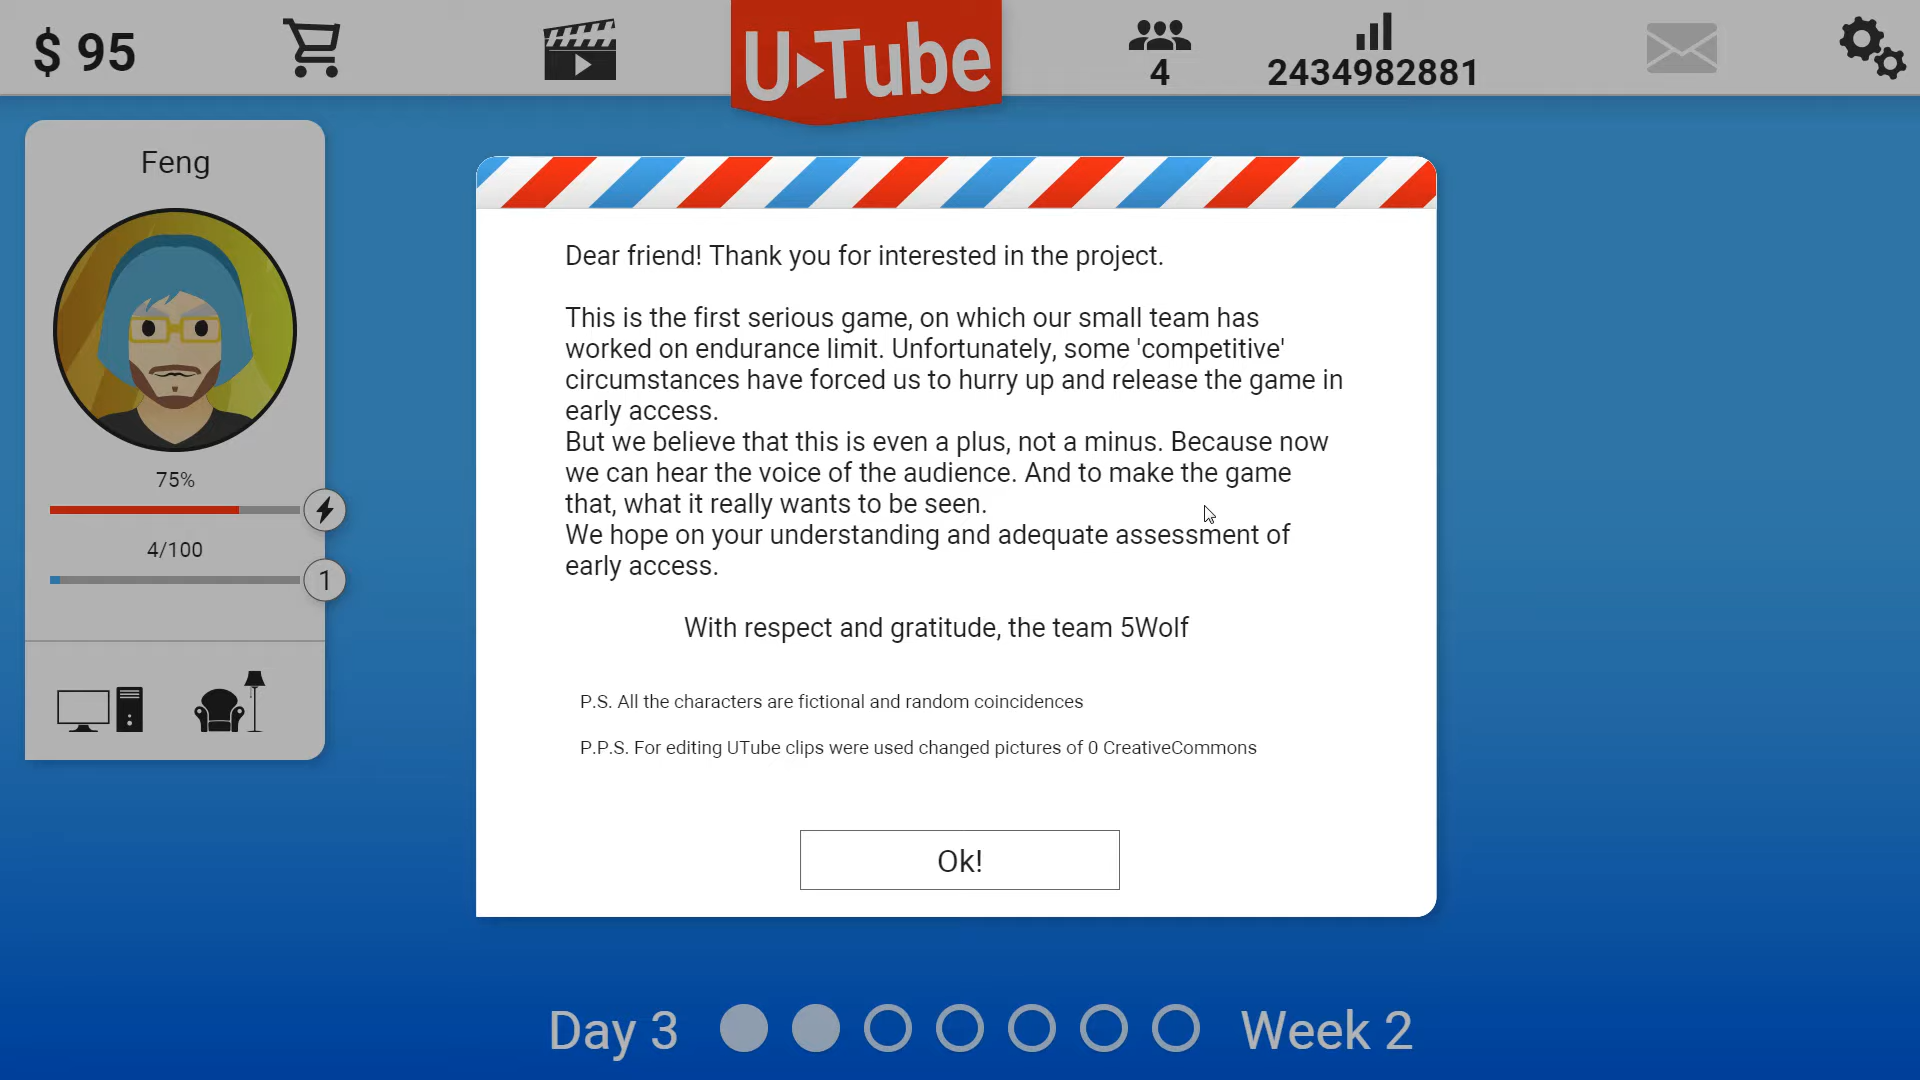 $ 95
U Tube
4
2434982881
Feng
75%
4/100
1
Dear friend! Thank you for interested in the project.
This is the first serious game, on which our small team has
worked on endurance limit. Unfortunately, some 'competitive'
circumstances have forced us to hurry up and release the game in
early access.
But we believe that this is even a plus, not a minus. Because now
we can hear the voice of the audience. And to make the game
that, what it really wants to be seen.
We hope on your understanding and adequate assessment of
early access.
With respect and gratitude, the team 5Wolf
P.S. All the characters are fictional and random coincidences
P.P.S. For editing UTube clips were used changed pictures of 0 CreativeCommons
Ok!
Day 3
Week 2